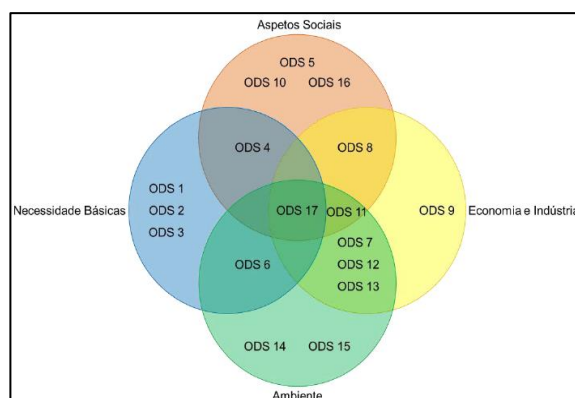 Aspetos Sociais
ODS 5
ODS 10 ODS 16
ODS 4 ODS 8
ODS 1
ODS 2
ODS 3
Necessidade Básicas
ODS 17 ODS 11
ODS 9
Economia e Indústria
ODS 7
ODS 6 ODS 12
ODS 13
ODS 14 ODS 15
Ambiente